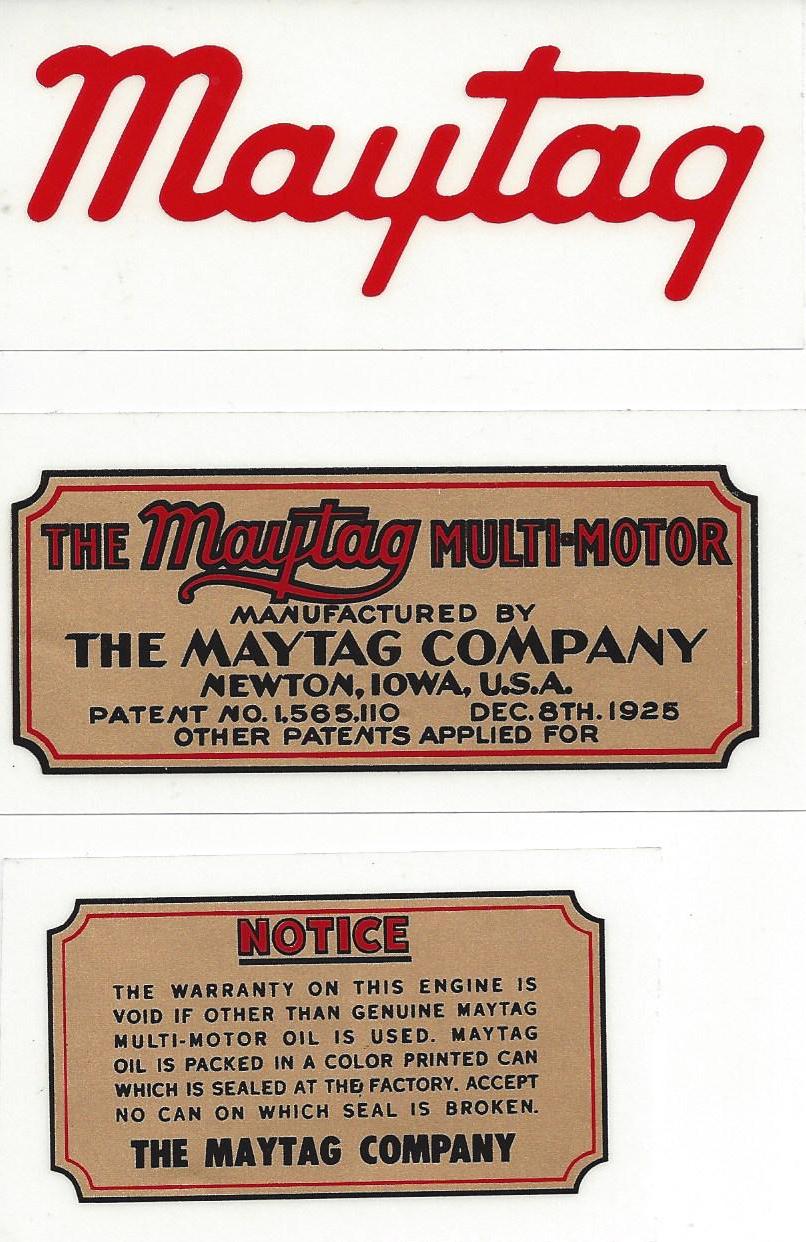 Maytag
THE Maytag MULTI-MOTOR
MANUFACTURED BY
THE MAYTAG COMPANY
NEWTON, IOWA, U.S.A.
PATENT NO. 1,565,110 DEC. 8TH. 1925
OTHER PATENTS APPLIED FOR
NOTICE
THE WARRANTY ON THIS ENGINE IS
VOID IF OTHER THAN GENUINE MAYTAG
MULTI-MOTOR OIL IS USED. MAYTAG
OIL IS PACKED IN A COLOR PRINTED CAN
WHICH IS SEALED AT THE FACTORY. ACCEPT
NO CAN ON WHICH SEAL IS BROKEN.
THE MAYTAG COMPANY